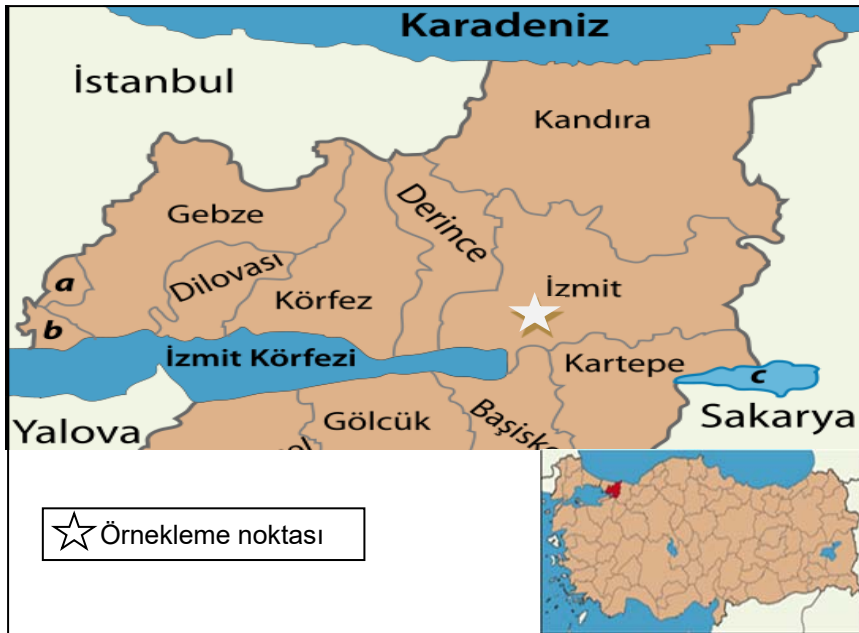 Karadeniz
İstanbul
Kandıra
Gebze
Derince
a
Dilovası
Körfez
İzmit
b
İzmit Körfezi
Kartepe
c
Yalova
Gölcük
Sakarya
Örnekleme noktası